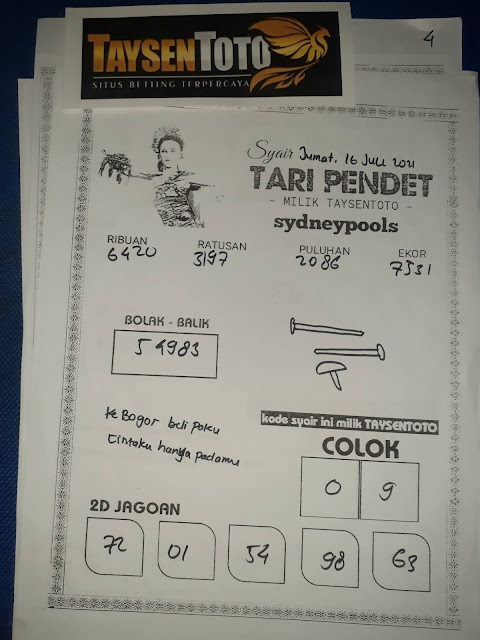 4
TAYSENTOTO
SITUS BETTING TERPERCAYA
Syair Jumat, 16 Juli 2021
TARI PENDET
- MILIK TAYSENTOTO -
sydneypools
RIBUAN RATUSAN PULUHAN EKOR
6420 3197 2086 7531
BOLAK - BALIK
54983
ke Bogor beli paku
Cintaku hanya padamu
kode syair ini milik TAYSENTOTO
COLOK
0 9
2D JAGOAN
72 01 54 98 63